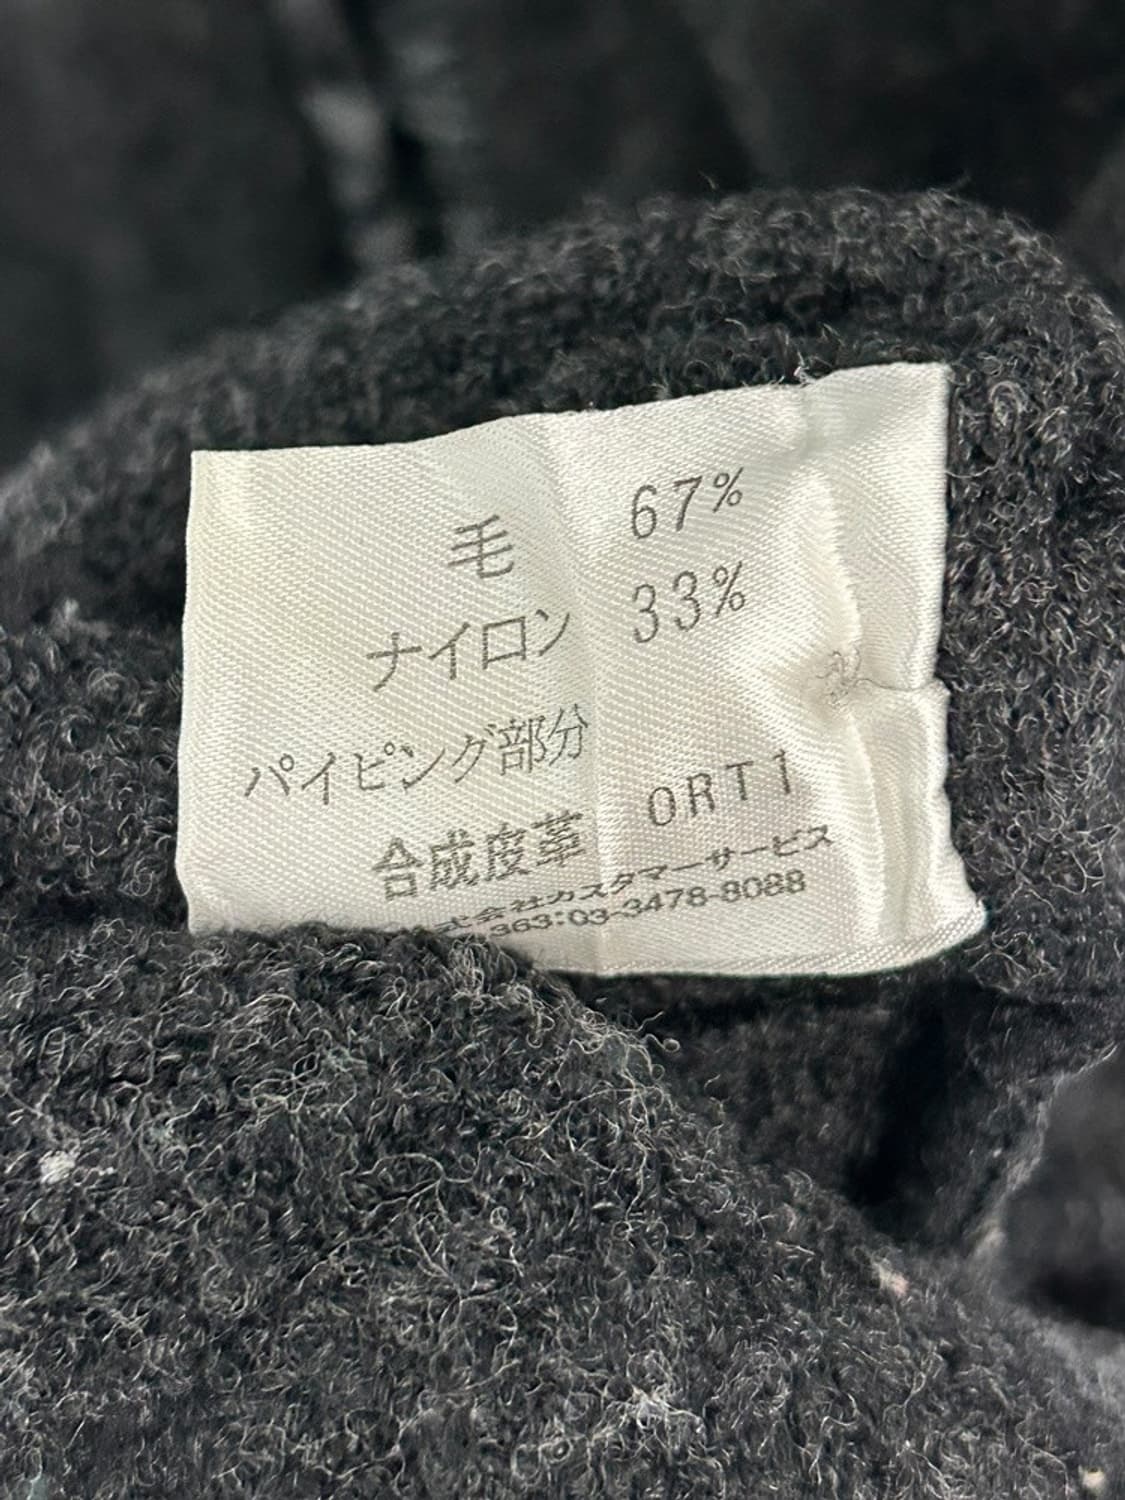 毛 67%
ナイロン 33%
パイピング部分
合成皮革 ORT1
式会社カスタマーサービス
363:03-3478-8088